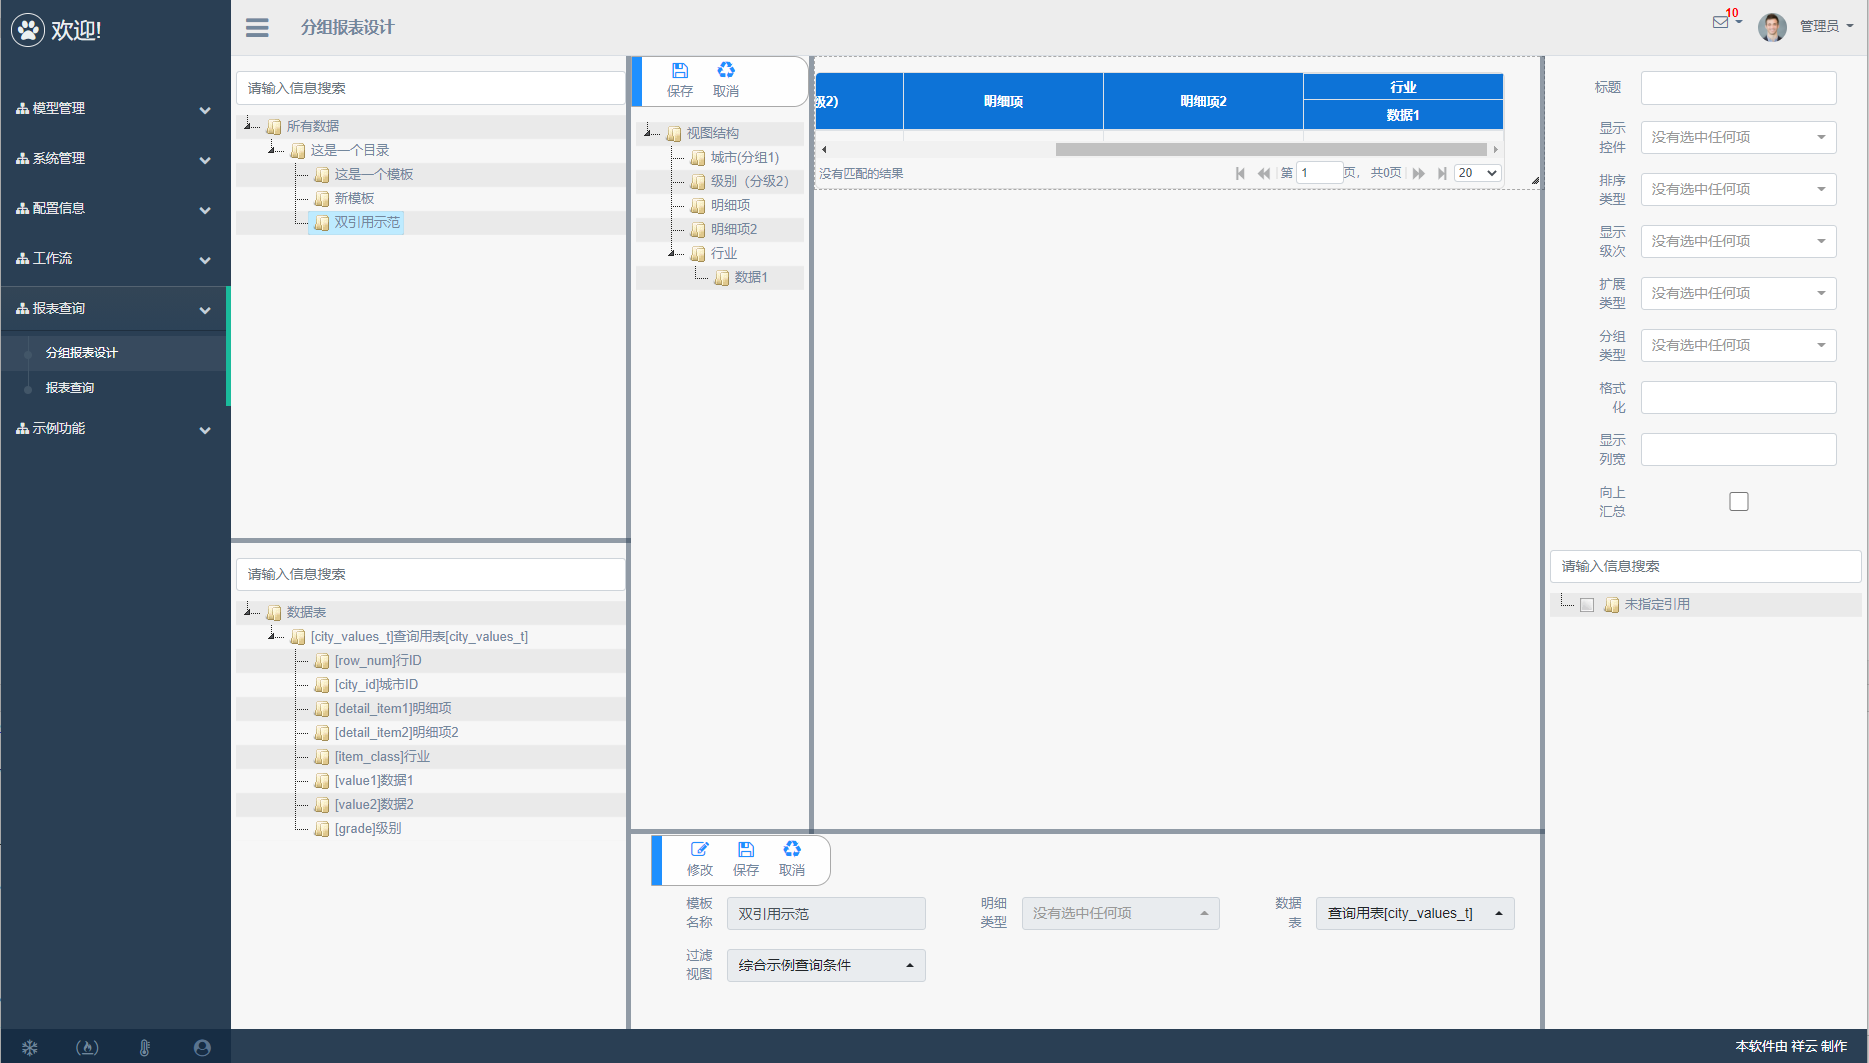 欢迎!
分组报表设计
10
管理员
模型管理
系统管理
配置信息
工作流
报表查询
分组报表设计
报表查询
示例功能
请输入信息搜索
所有数据
这是一个目录
这是一个模板
新模板
双引用示范
请输入信息搜索
数据表
[city_values_t]查询用表[city_values_t]
[row_num]行ID
[city_id]城市ID
[detail_item1]明细项
[detail_item2]明细项2
[item_class]行业
[value1]数据1
[value2]数据2
[grade]级别
保存 取消
视图结构
城市(分组1)
级别（分级2）
明细项
明细项2
行业
数据1
级2) 明细项 明细项2 行业
数据1
没有匹配的结果
第 1 页， 共0页 20
修改 保存 取消
模板名称 双引用示范
明细类型 没有选中任何项
数据表 查询用表[city_values_t]
过滤视图 综合示例查询条件
标题
显示控件 没有选中任何项
排序类型 没有选中任何项
显示级次 没有选中任何项
扩展类型 没有选中任何项
分组类型 没有选中任何项
格式化
显示列宽
向上汇总
请输入信息搜索
未指定引用
本软件由 祥云 制作